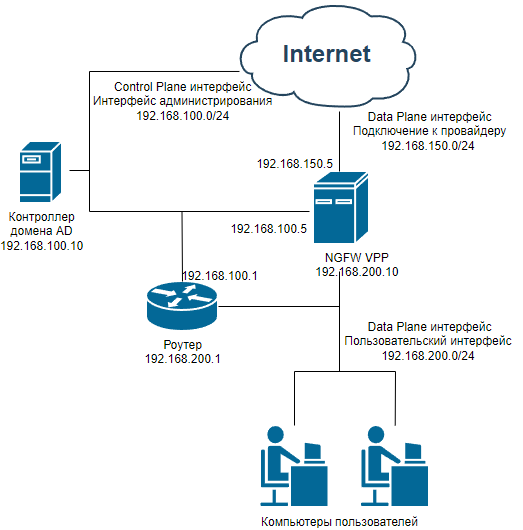 Internet
Control Plane интерфейс
Интерфейс администрирования
192.168.100.0/24
Data Plane интерфейс
Подключение к провайдеру
192.168.150.0/24
192.168.150.5
Контроллер
домена AD
192.168.100.10
192.168.100.5
NGFW VPP
192.168.200.10
192.168.100.1
Роутер
192.168.200.1
Data Plane интерфейс
Пользовательский интерфейс
192.168.200.0/24
Компьютеры пользователей